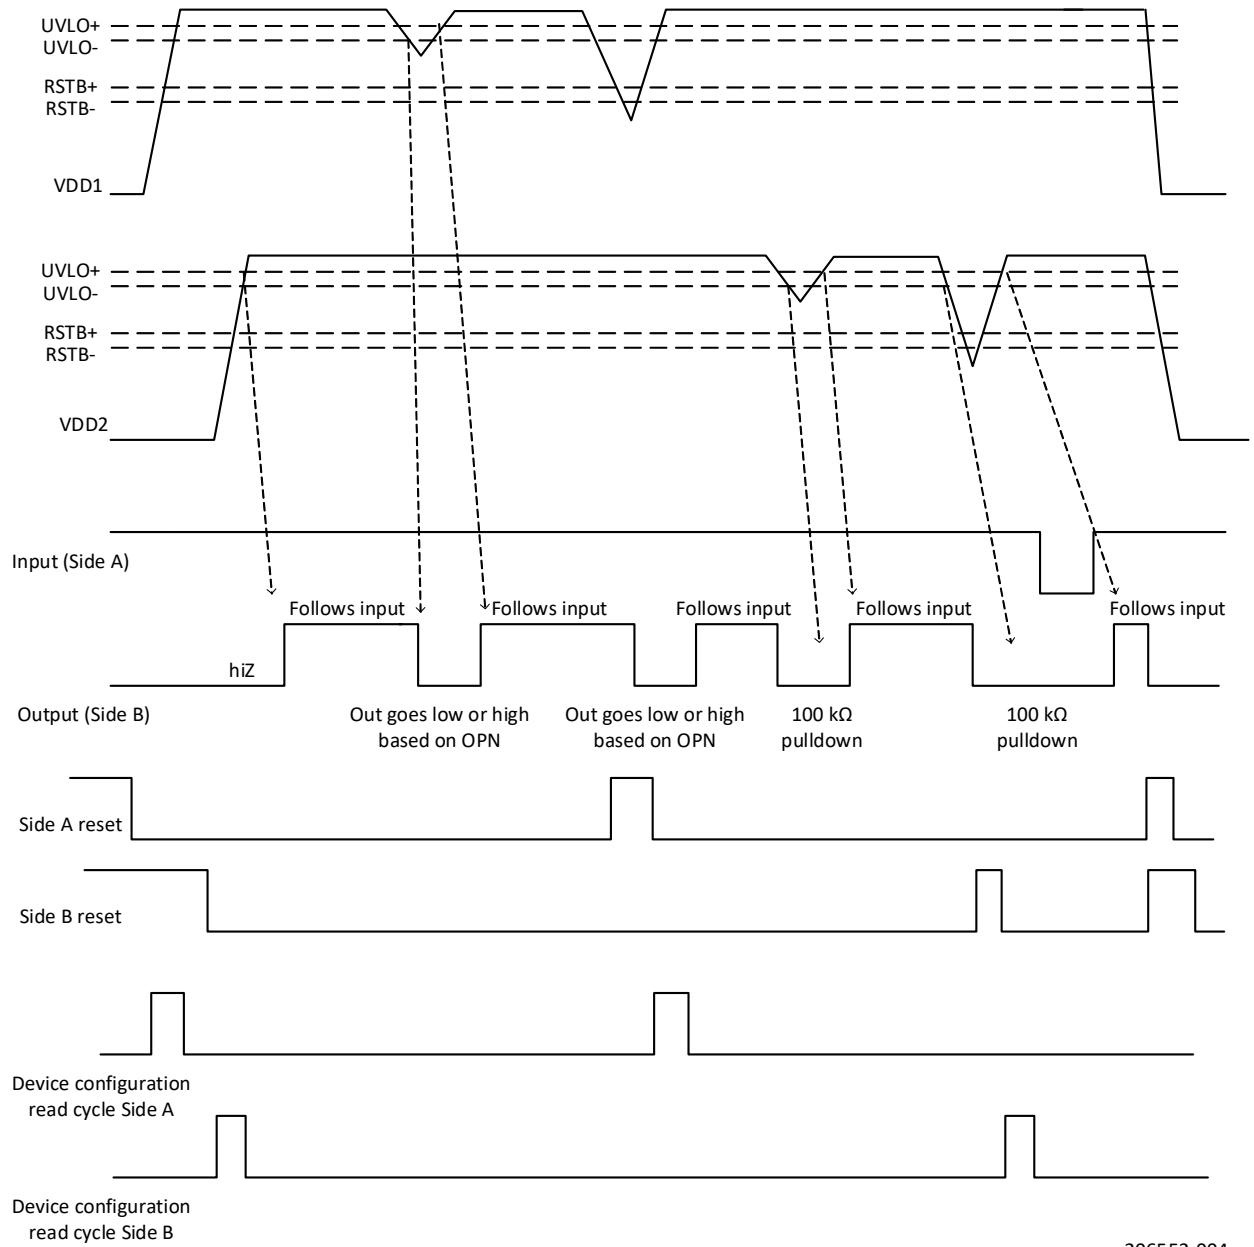 UVLO+
UVLO-
RSTB+
RSTB-
VDD1
UVLO+
UVLO-
RSTB+
RSTB-
VDD2
Input (Side A)
Follows input
Follows input
Follows input
Follows input
Follows input
hiZ
Output (Side B)
Out goes low or high
based on OPN
Out goes low or high
based on OPN
100 kΩ
pulldown
100 kΩ
pulldown
Side A reset
Side B reset
Device configuration
read cycle Side A
Device configuration
read cycle Side B